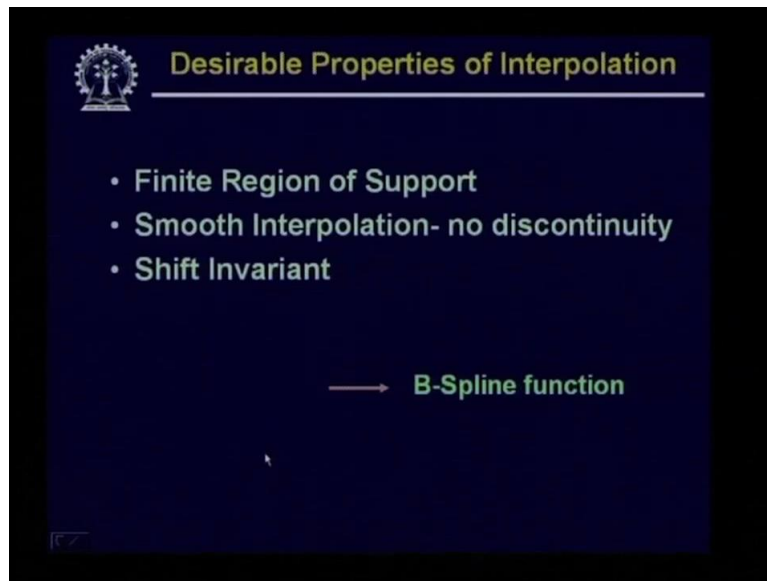 Desirable Properties of Interpolation
• Finite Region of Support
• Smooth Interpolation- no discontinuity
• Shift Invariant
B-Spline function